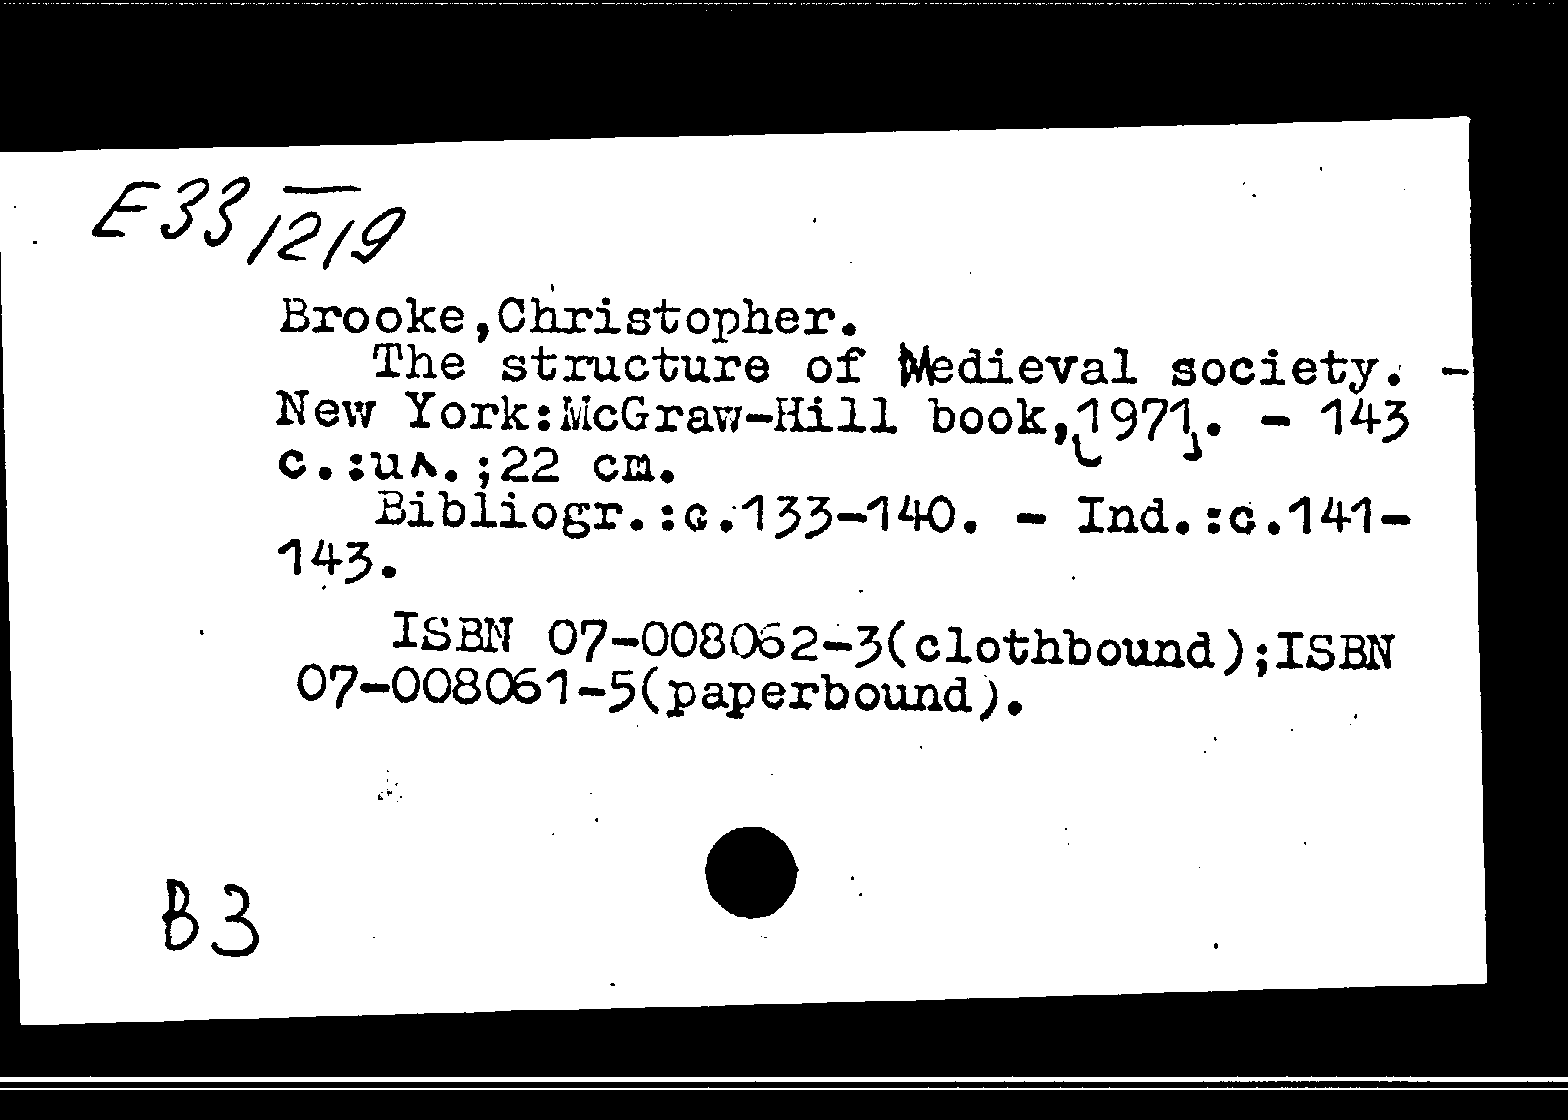 E33/1219
Brooke,Christopher.
The structure of Medieval society. -
New York:McGraw-Hill book,[1971]. - 143
с.:ил.;22 cm.
Bibliogr.:с.133-140. - Ind.:с.141-
143.
ISBN 07-008062-3(clothbound);ISBN
07-008061-5(paperbound).
B3